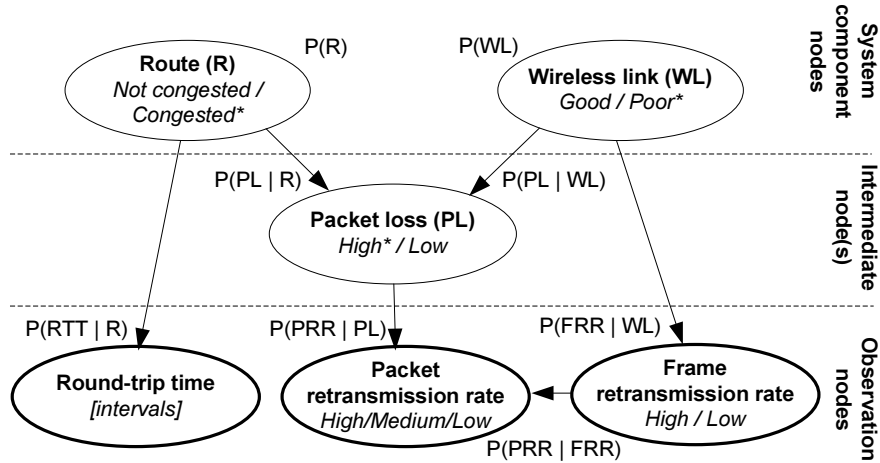 P(R)
P(WL)
Route (R)
Not congested /
Congested*
Wireless link (WL)
Good / Poor*
System
component
nodes
P(PL | R)
P(PL | WL)
Packet loss (PL)
High* / Low
Intermediate
node(s)
P(RTT | R)
P(PRR | PL)
P(FRR | WL)
Round-trip time
[intervals]
Packet
retransmission rate
High/Medium/Low
Frame
retransmission rate
High / Low
P(PRR | FRR)
Observation
nodes